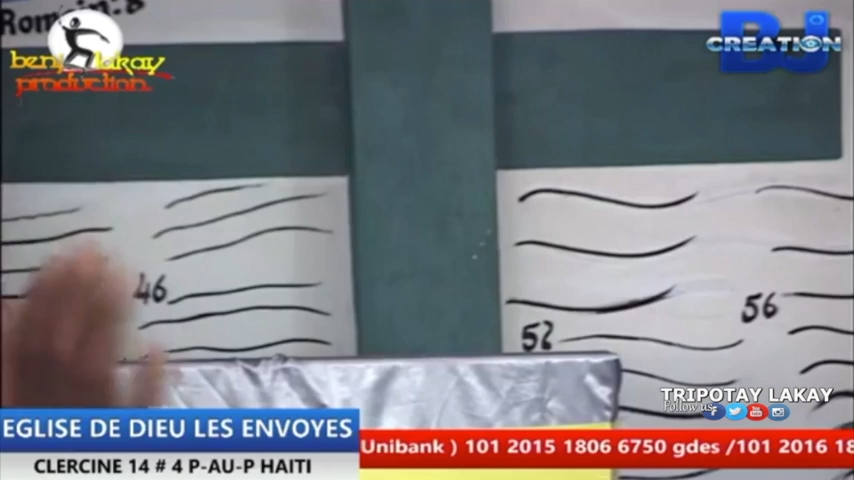 Romain:8
benj lakay
production.
BJ
CREATION
46
52
56
TRIPOTAY LAKAY
Follow us
EGLISE DE DIEU LES ENVOYES
CLERCINE 14 # 4 P-AU-P HAITI
Unibank ) 101 2015 1806 6750 gdes /101 2016 18